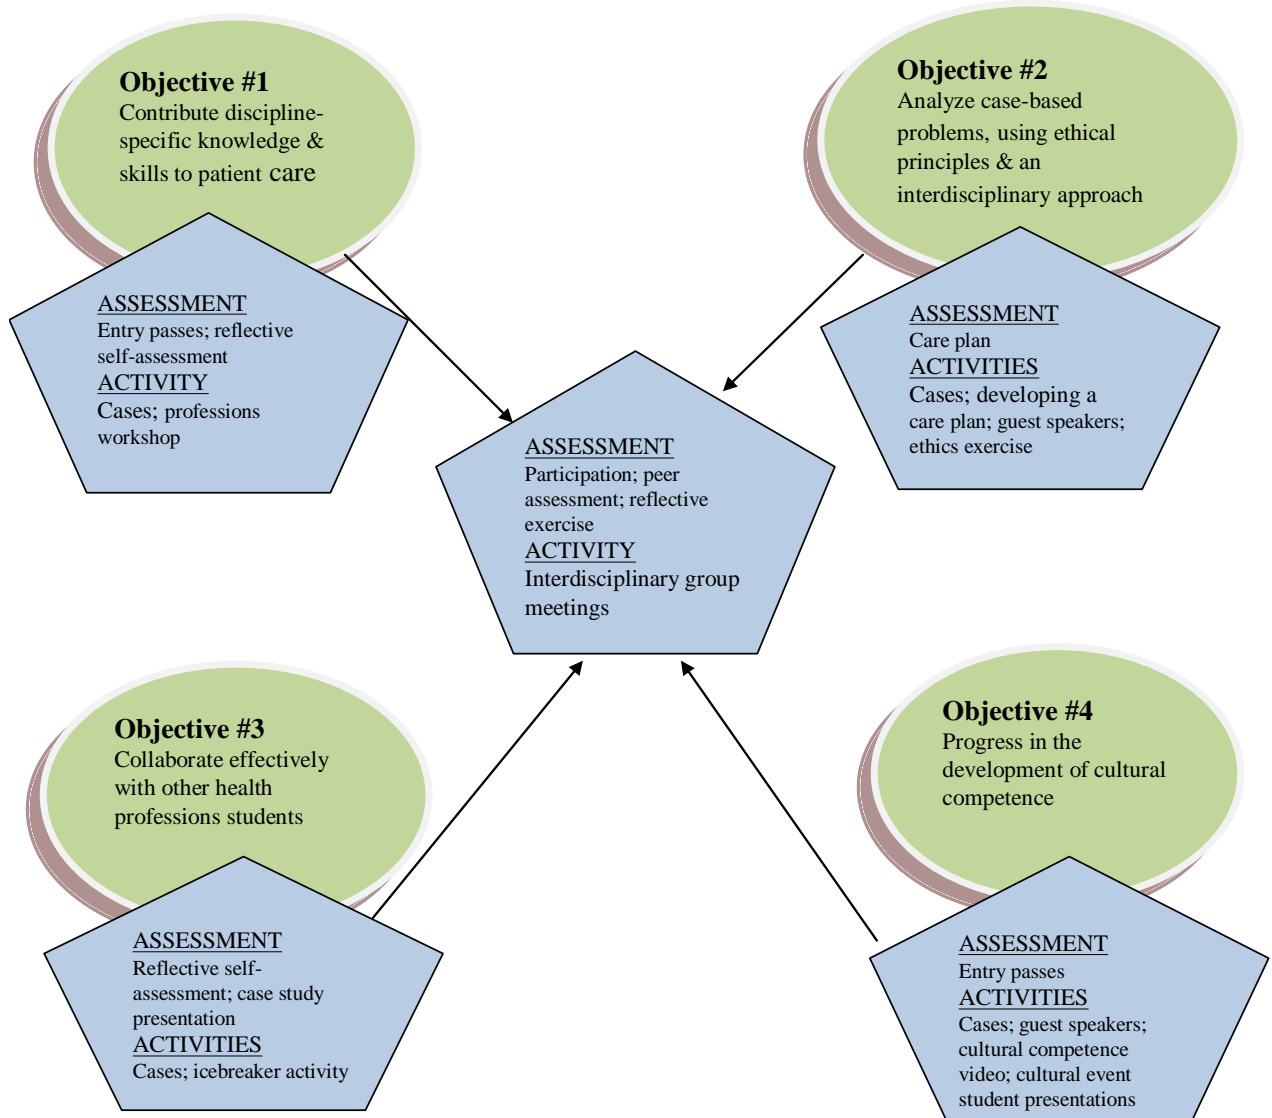 Objective #1
Contribute discipline-
specific knowledge &
skills to patient care
ASSESSMENT
Entry passes; reflective
self-assessment
ACTIVITY
Cases; professions
workshop
Objective #2
Analyze case-based
problems, using ethical
principles & an
interdisciplinary approach
ASSESSMENT
Care plan
ACTIVITIES
Cases; developing a
care plan; guest speakers;
ethics exercise
ASSESSMENT
Participation; peer
assessment; reflective
exercise
ACTIVITY
Interdisciplinary group
meetings
Objective #3
Collaborate effectively
with other health
professions students
ASSESSMENT
Reflective self-
assessment; case study
presentation
ACTIVITIES
Cases; icebreaker activity
Objective #4
Progress in the
development of cultural
competence
ASSESSMENT
Entry passes
ACTIVITIES
Cases; guest speakers;
cultural competence
video; cultural event
student presentations